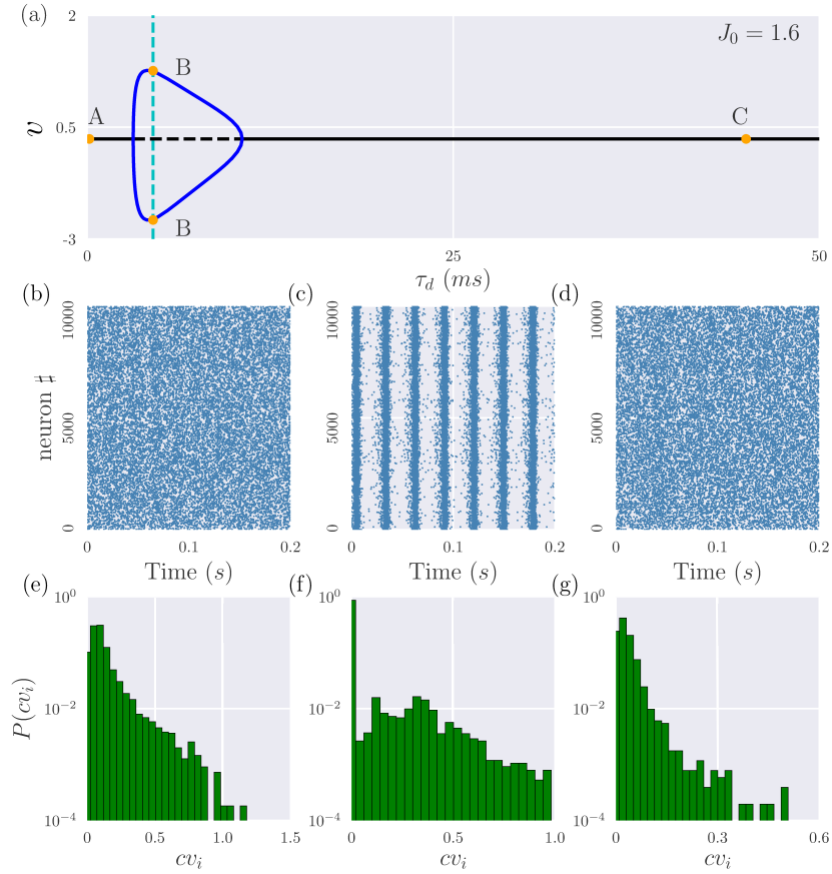 (a)
2
J₀ = 1.6
B
A
C
v
0.5
B
-3
0
25
50
τ_d (ms)
(b)
(c)
(d)
10000
10000
10000
neuron ♯
5000
5000
5000
0
0
0
0
0.1
0.2
0
0.1
0.2
0
0.1
0.2
Time (s)
Time (s)
Time (s)
(e)
(f)
(g)
10⁰
10⁰
10⁰
P(cv_i)
10⁻²
10⁻²
10⁻²
10⁻⁴
10⁻⁴
10⁻⁴
0
0.5
1.0
1.5
0
0.5
1.0
0
0.3
0.6
cv_i
cv_i
cv_i